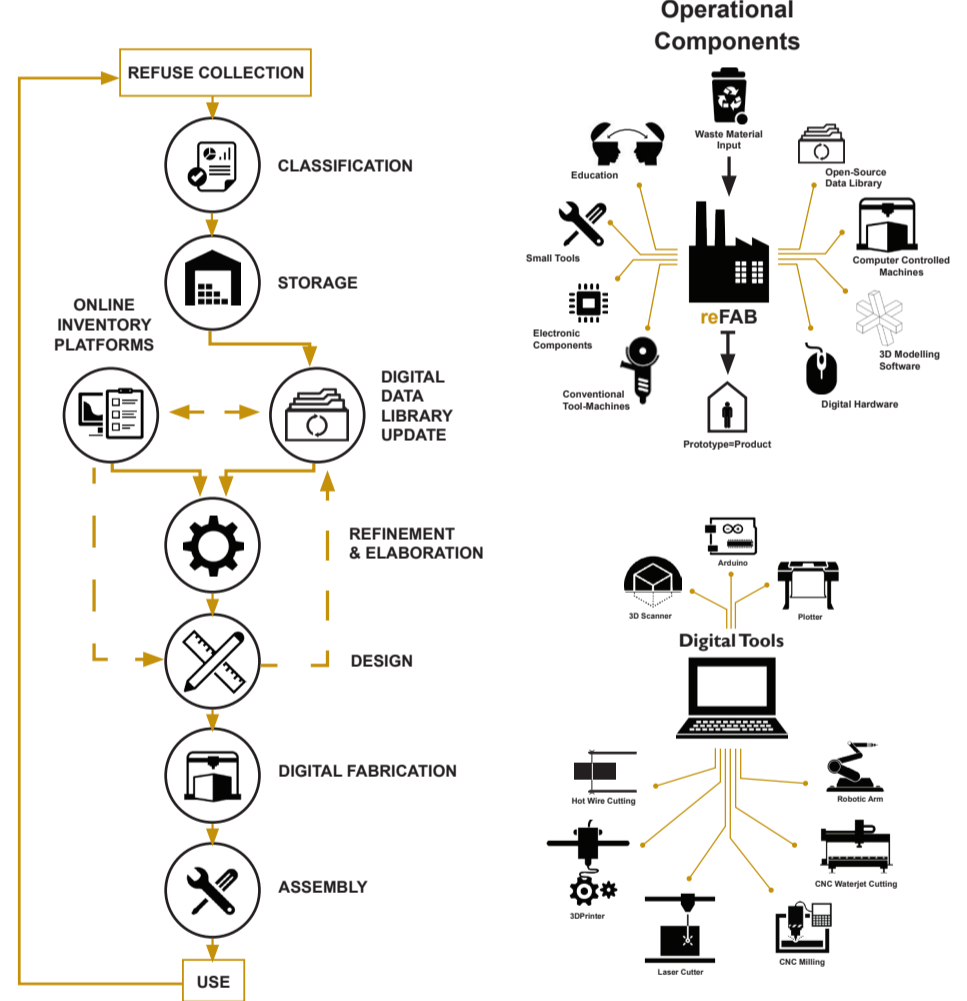 REFUSE COLLECTION
CLASSIFICATION
STORAGE
ONLINE
INVENTORY
PLATFORMS
DIGITAL
DATA
LIBRARY
UPDATE
REFINEMENT
& ELABORATION
DESIGN
DIGITAL FABRICATION
ASSEMBLY
USE
Operational
Components
Waste Material
Input
Education
Open-Source
Data Library
Small Tools
Computer Controlled
Machines
reFAB
Electronic
Components
3D Modelling
Software
Conventional
Tool-Machines
Digital Hardware
Prototype=Product
Arduino
3D Scanner
Plotter
Digital Tools
Hot Wire Cutting
Robotic Arm
3DPrinter
CNC Waterjet Cutting
Laser Cutter
CNC Milling